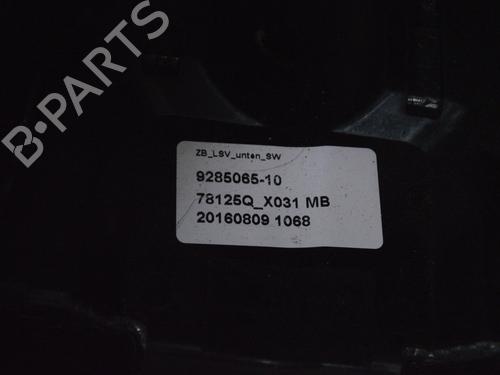 B-PARTS
ZB_LSV_unten_SW
9285065-10
78125Q_X031 MB
20160809 1068